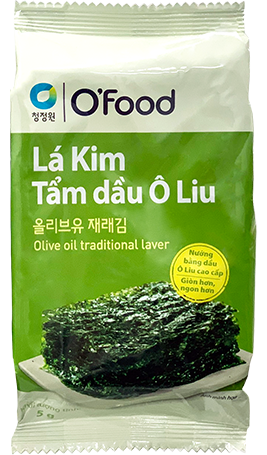 청정원
O'Food
Lá Kim
Tẩm dầu Ô Liu
올리브유 재래김
Olive oil traditional laver
Nướng
bằng dầu
Ô Liu cao cấp
Giòn hơn,
ngon hơn
5g